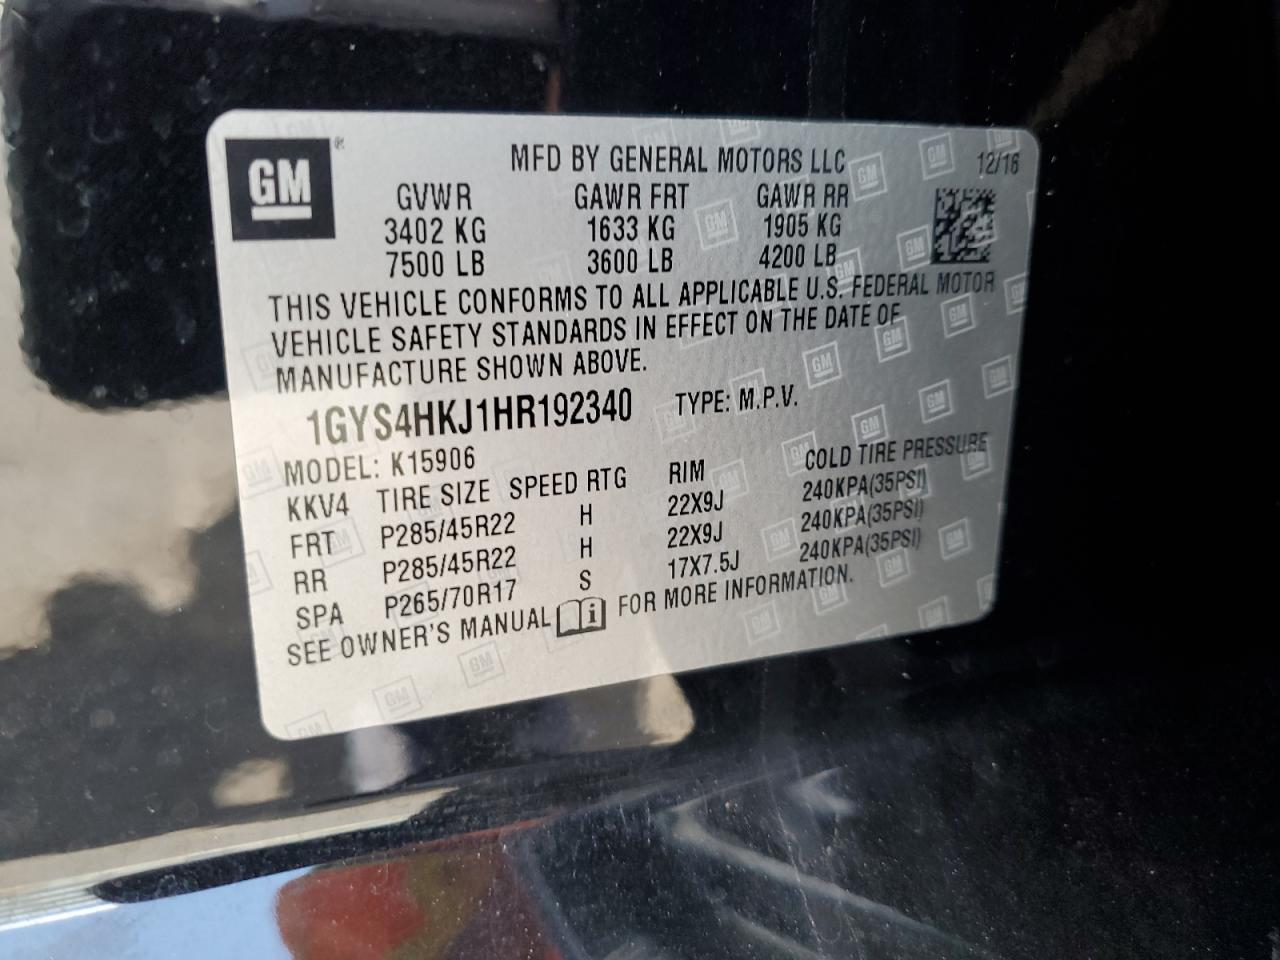 GM®
MFD BY GENERAL MOTORS LLC 12/16
GVWR GAWR FRT GAWR RR
3402 KG 1633 KG 1905 KG
7500 LB 3600 LB 4200 LB
THIS VEHICLE CONFORMS TO ALL APPLICABLE U.S. FEDERAL MOTOR
VEHICLE SAFETY STANDARDS IN EFFECT ON THE DATE OF
MANUFACTURE SHOWN ABOVE.
1GYS4HKJ1HR192340 TYPE: M.P.V.
MODEL: K15906
KKV4 TIRE SIZE SPEED RTG RIM COLD TIRE PRESSURE
FRT P285/45R22 H 22X9J 240KPA(35PSI)
RR P285/45R22 H 22X9J 240KPA(35PSI)
SPA P265/70R17 S 17X7.5J 240KPA(35PSI)
SEE OWNER'S MANUAL i FOR MORE INFORMATION.